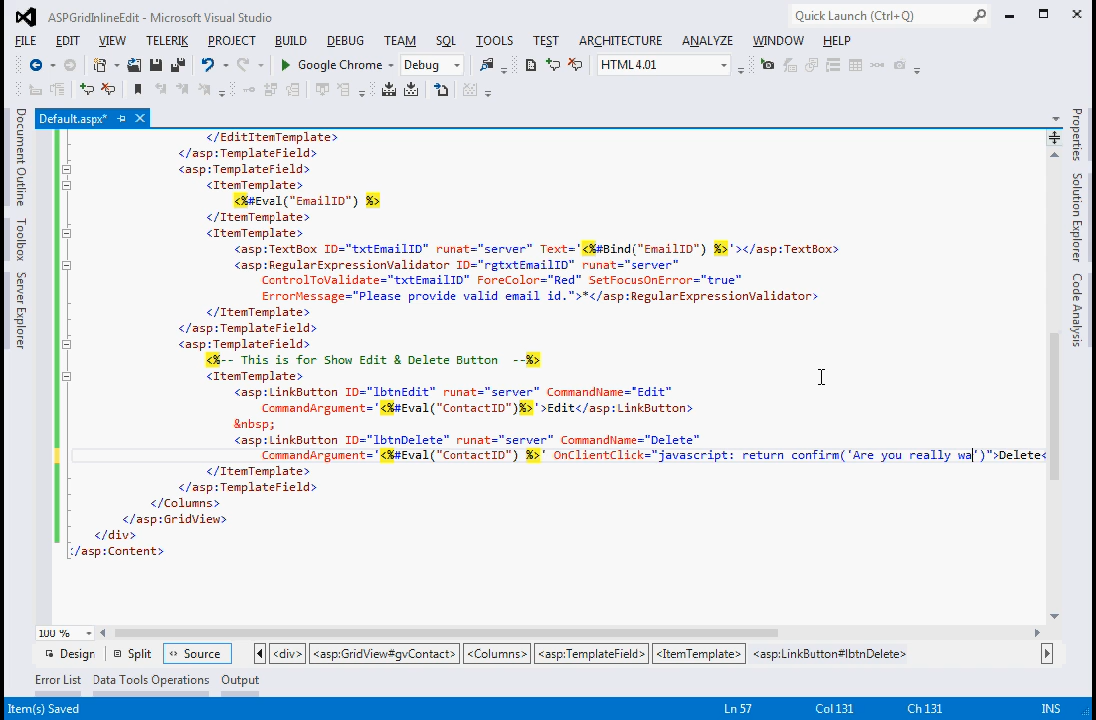 ASPGridInlineEdit - Microsoft Visual Studio
Quick Launch (Ctrl+Q)
FILE EDIT VIEW TELERIK PROJECT BUILD DEBUG TEAM SQL TOOLS TEST ARCHITECTURE ANALYZE WINDOW HELP
Google Chrome Debug HTML 4.01
Default.aspx*
Document Outline
Toolbox
Server Explorer
</EditItemTemplate>
</asp:TemplateField>
<asp:TemplateField>
<ItemTemplate>
<%#Eval("EmailID") %>
</ItemTemplate>
<ItemTemplate>
<asp:TextBox ID="txtEmailID" runat="server" Text='<%#Bind("EmailID") %>'></asp:TextBox>
<asp:RegularExpressionValidator ID="rgtxtEmailID" runat="server"
ControlToValidate="txtEmailID" ForeColor="Red" SetFocusOnError="true"
ErrorMessage="Please provide valid email id.">*</asp:RegularExpressionValidator>
</ItemTemplate>
</asp:TemplateField>
<asp:TemplateField>
<%-- This is for Show Edit & Delete Button --%>
<ItemTemplate>
<asp:LinkButton ID="lbtnEdit" runat="server" CommandName="Edit"
CommandArgument='<%#Eval("ContactID")%>'>Edit</asp:LinkButton>
&nbsp;
<asp:LinkButton ID="lbtnDelete" runat="server" CommandName="Delete"
CommandArgument='<%#Eval("ContactID") %>' OnClientClick="javascript: return confirm('Are you really wa')">Delete<
</ItemTemplate>
</asp:TemplateField>
</Columns>
</asp:GridView>
</div>
</asp:Content>
Properties
Solution Explorer
Code Analysis
100 %
Design Split Source <div> <asp:GridView#gvContact> <Columns> <asp:TemplateField> <ItemTemplate> <asp:LinkButton#lbtnDelete>
Error List Data Tools Operations Output
Item(s) Saved Ln 57 Col 131 Ch 131 INS